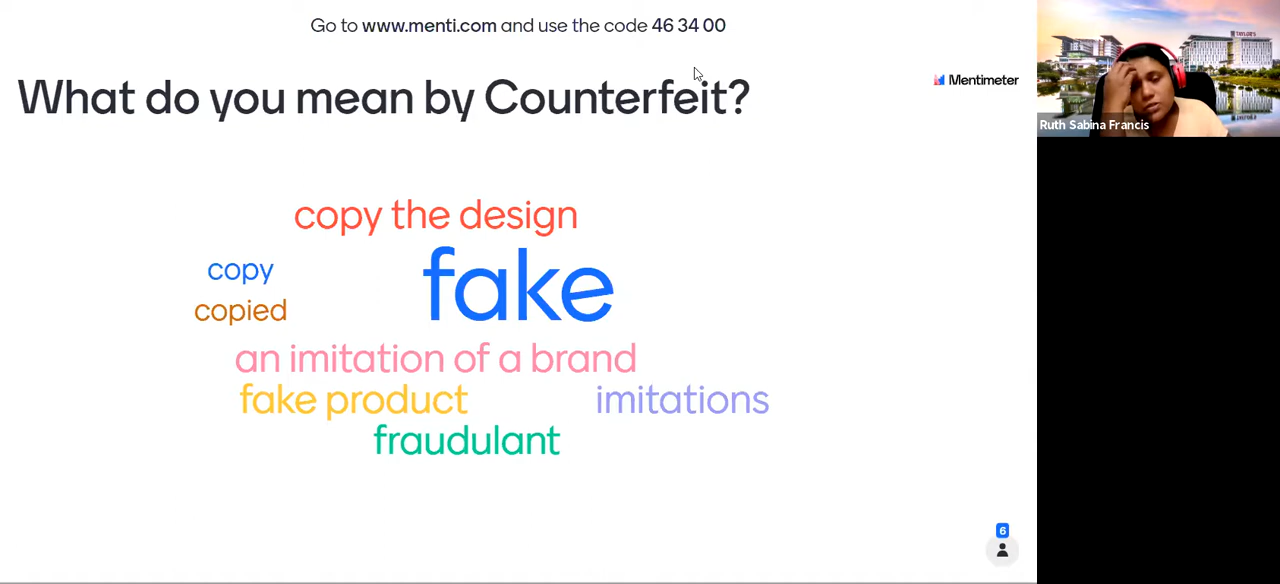 Go to www.menti.com and use the code 46 34 00
Mentimeter
What do you mean by Counterfeit?
Ruth Sabina Francis
copy the design
copy
fake
copied
an imitation of a brand
fake product
imitations
fraudulant
6